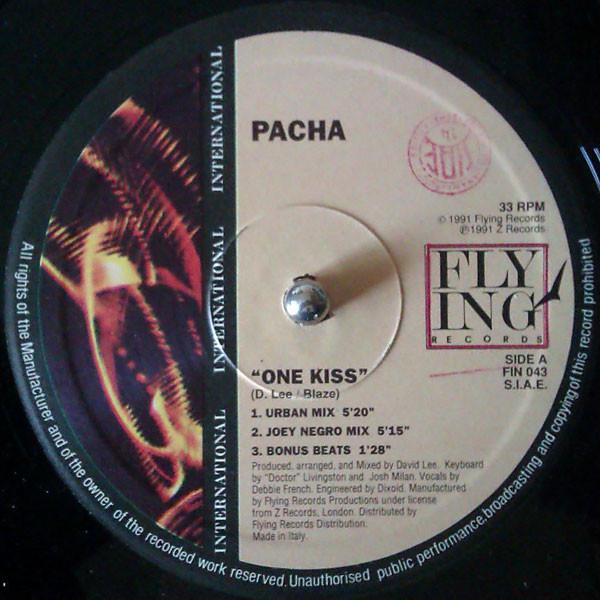 PACHA
INTERNATIONAL
INTERNATIONAL
INTERNATIONAL
33 RPM
© 1991 Flying Records
℗ 1991 Z Records
FLY
ING
RECORDS
SIDE A
FIN 043
S.I.A.E.
"ONE KISS"
(D. Lee / Blaze)
1. URBAN MIX 5'20"
2. JOEY NEGRO MIX 5'15"
3. BONUS BEATS 1'28"
Produced, arranged, and Mixed by David Lee. Keyboard
by "Doctor" Livingston and Josh Milan. Vocals by
Debbie French. Engineered by Dixoid. Manufactured
by Flying Records Productions under license
from Z Records, London. Distributed by
Flying Records Distribution.
Made in Italy.
All rights of the Manufacturer and of the owner of the recorded work reserved. Unauthorised public performance, broadcasting and copying of this record prohibited